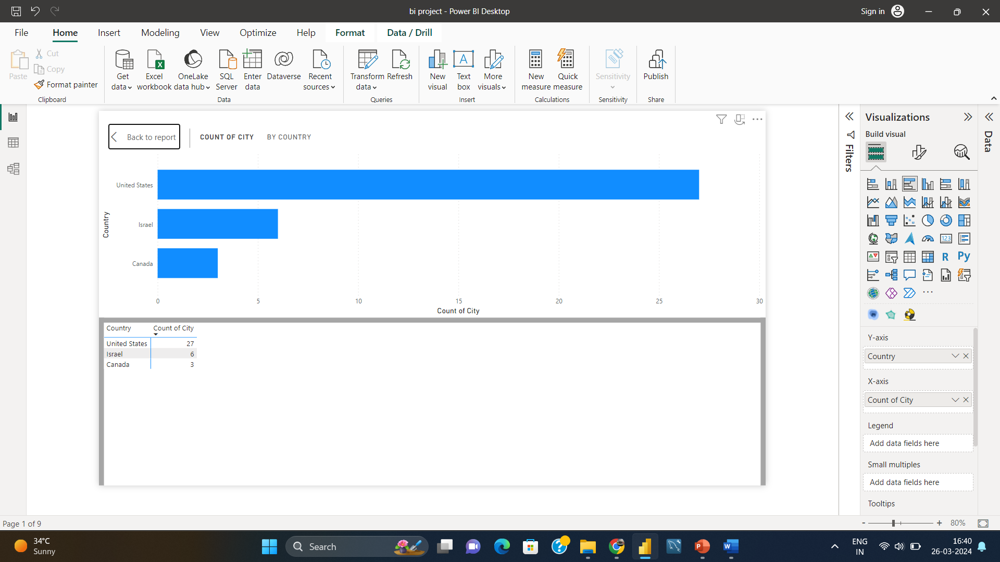 bi project - Power BI Desktop
Sign in
File Home Insert Modeling View Optimize Help Format Data / Drill
Paste
Cut
Copy
Format painter
Clipboard
Get data
Excel workbook
OneLake data hub
SQL Server
Enter data
Dataverse
Recent sources
Data
Transform data
Refresh
Queries
New visual
Text box
More visuals
Insert
New measure
Quick measure
Calculations
Sensitivity
Sensitivity
Publish
Share
Back to report
COUNT OF CITY BY COUNTRY
Country
United States
Israel
Canada
0 5 10 15 20 25 30
Count of City
Country Count of City
United States 27
Israel 6
Canada 3
Filters
Visualizations
Build visual
123
R
Py
Y-axis
Country
X-axis
Count of City
Legend
Add data fields here
Small multiples
Add data fields here
Tooltips
Data
Page 1 of 9
- + 80%
34°C
Sunny
Search
ENG
IN
16:40
26-03-2024